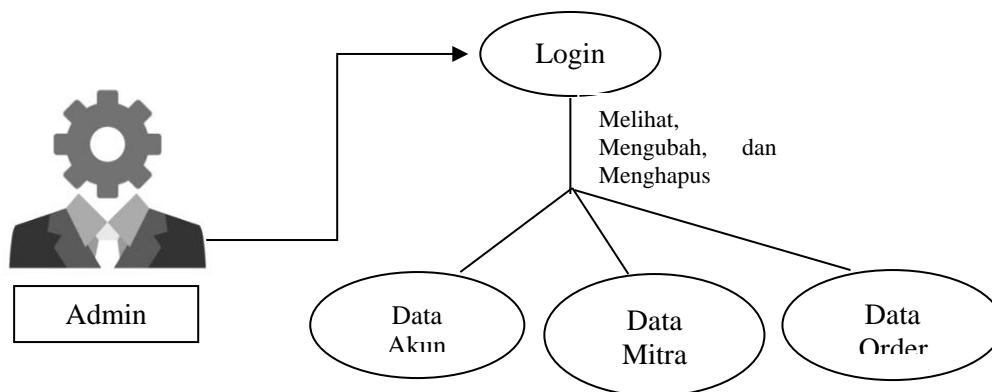 Login
Melihat,
Mengubah, dan
Menghapus
Admin
Data
Akun
Data
Mitra
Data
Order